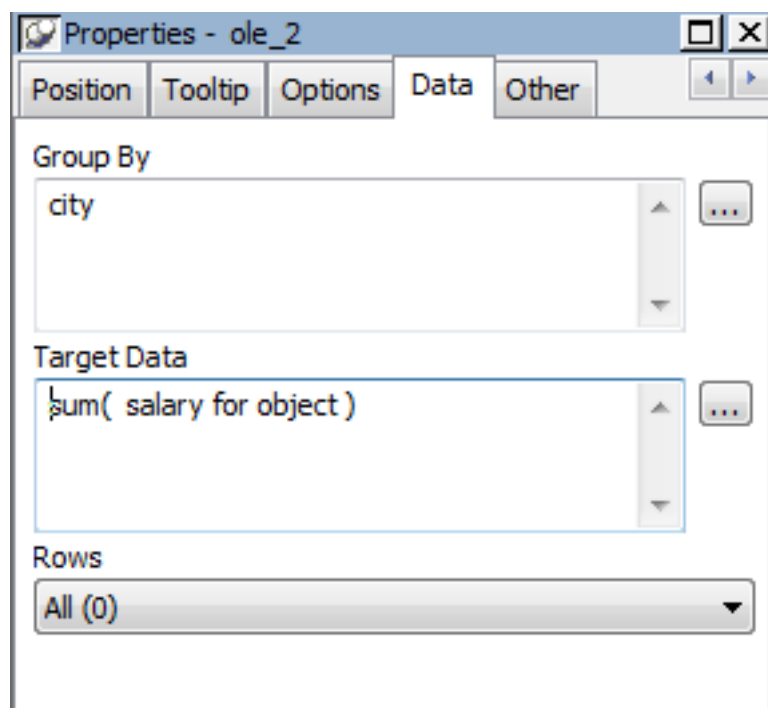 Properties - ole_2
Position Tooltip Options Data Other
Group By
city
...
Target Data
sum( salary for object )
...
Rows
All (0)